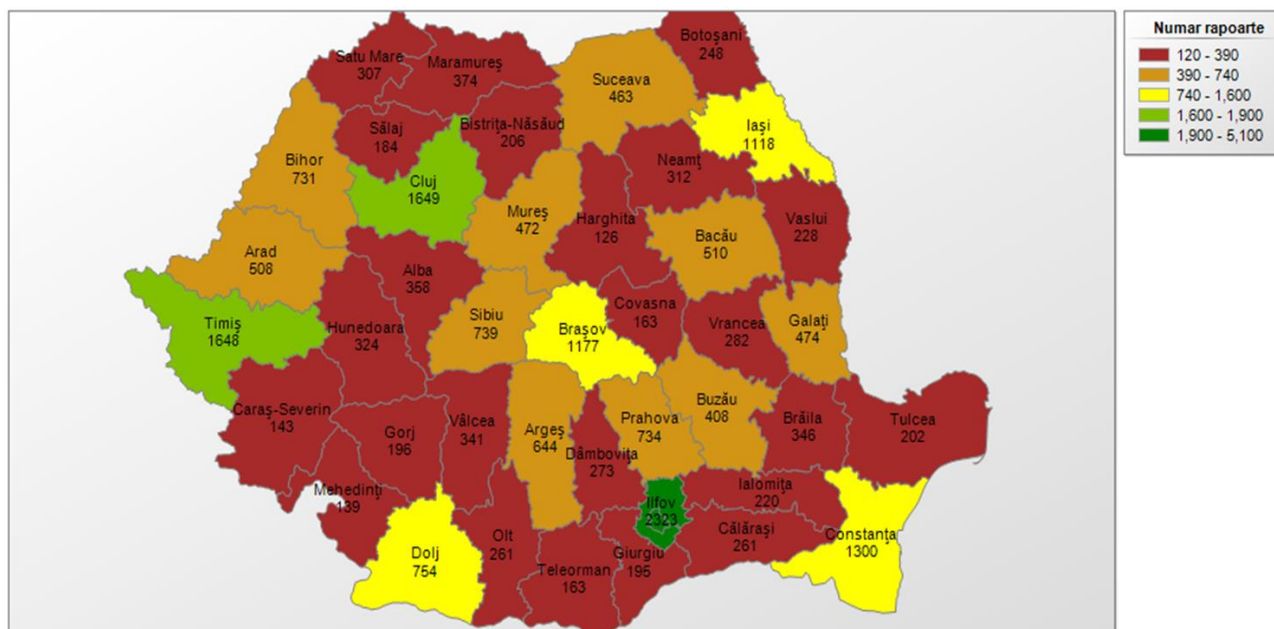 Numar rapoarte
120 - 390
390 - 740
740 - 1,600
1,600 - 1,900
1,900 - 5,100
Botoşani
248
Satu Mare
307
Maramureş
374
Suceava
463
Iaşi
1118
Sălaj
184
Bistriţa-Năsăud
206
Bihor
731
Cluj
1649
Neamţ
312
Mureş
472
Harghita
126
Vaslui
228
Bacău
510
Arad
508
Alba
358
Timiş
1648
Hunedoara
324
Sibiu
739
Braşov
1177
Covasna
163
Vrancea
282
Galaţi
474
Caraş-Severin
143
Gorj
196
Vâlcea
341
Argeş
644
Dâmboviţa
273
Prahova
734
Buzău
408
Brăila
346
Tulcea
202
Mehedinţi
139
Dolj
754
Olt
261
Teleorman
163
Giurgiu
195
Ilfov
2323
Ialomiţa
220
Călăraşi
261
Constanţa
1300